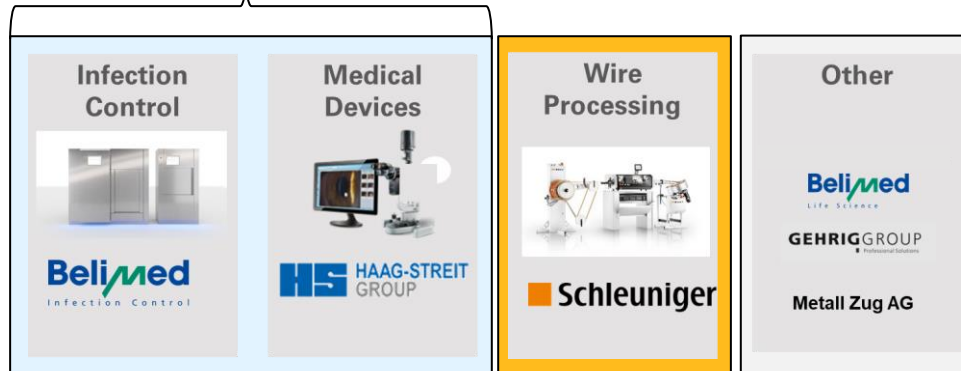 Infection
Control
Belimed
Infection Control
Medical
Devices
HS HAAG-STREIT
GROUP
Wire
Processing
Schleuniger
Other
Belimed
Life Science
GEHRIGGROUP
Professional Solutions
Metall Zug AG